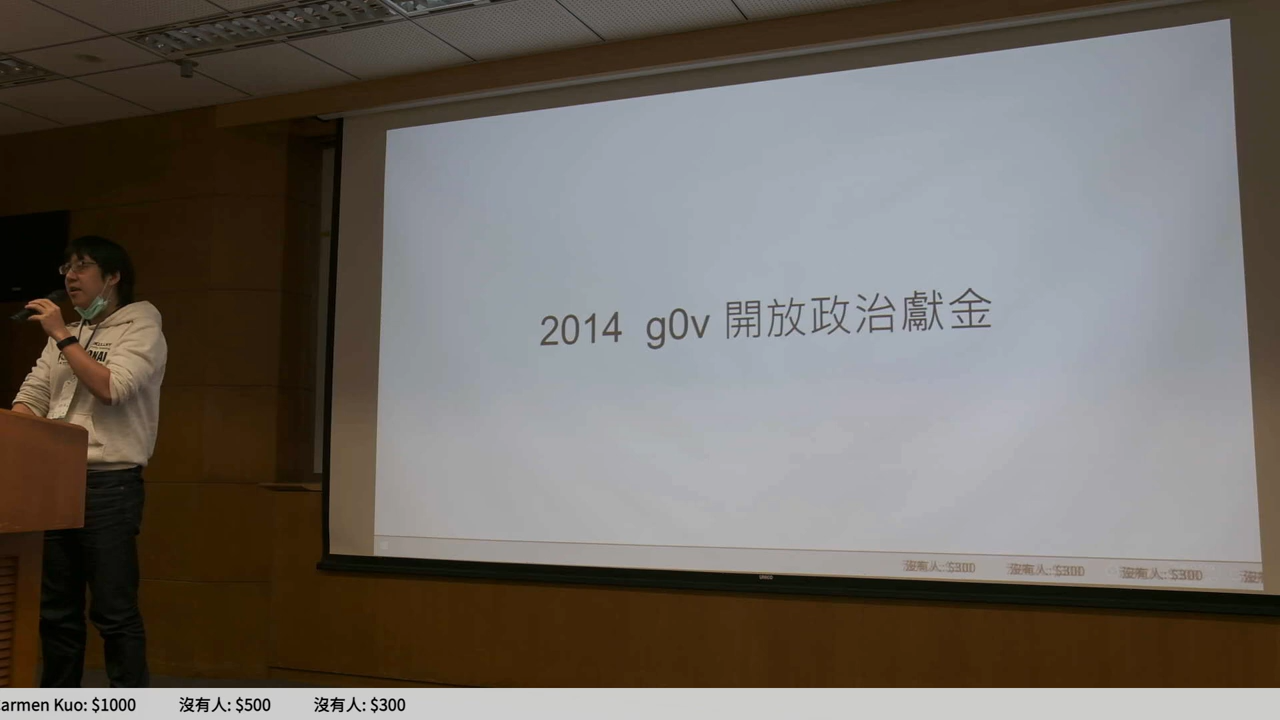 2014 g0v 開放政治獻金
沒有人: $300 沒有人: $300 沒有人: $300
armen Kuo: $1000 沒有人: $500 沒有人: $300